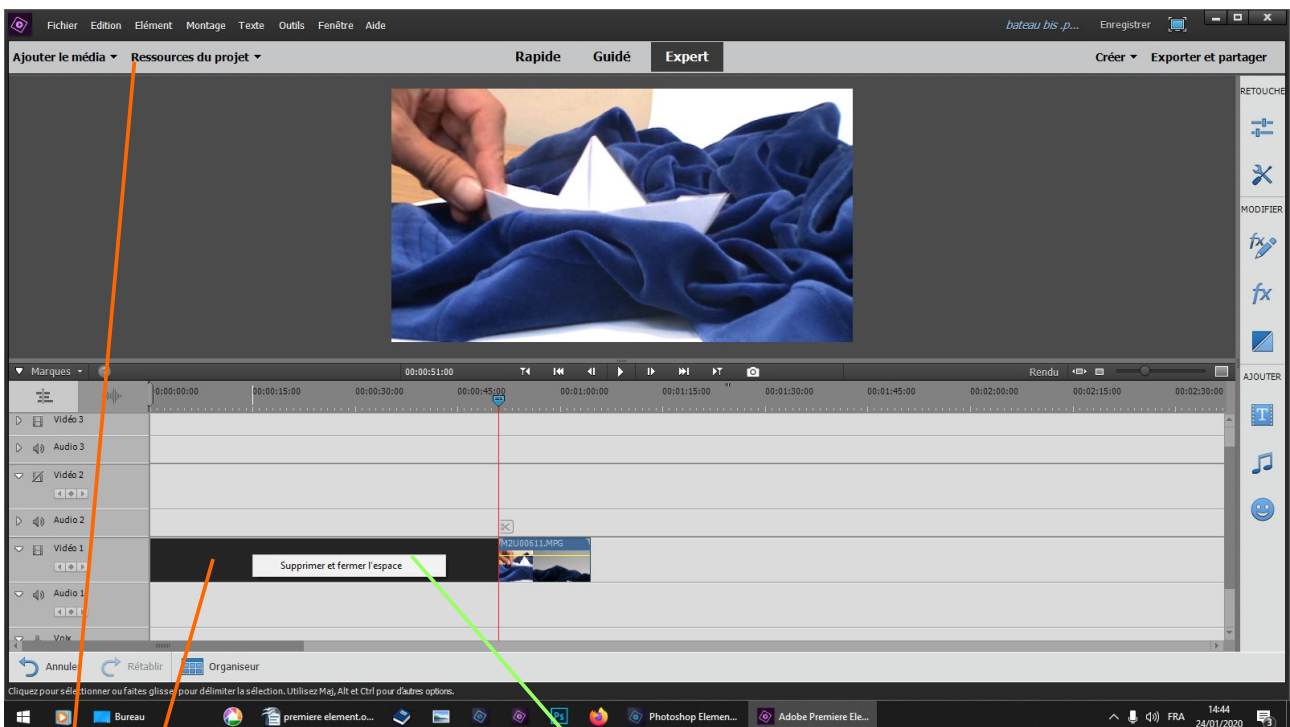 Fichier Edition Elément Montage Texte Outils Fenêtre Aide bateau bis .p... Enregistrer
Ajouter le média Ressources du projet Rapide Guidé Expert Créer Exporter et partager
RETOUCHE
MODIFIER
fx
fx
Marques 00:00:51:00 Rendu
AJOUTER
0:00:00:00 00:00:15:00 00:00:30:00 00:00:45:00 00:01:00:00 00:01:15:00 00:01:30:00 00:01:45:00 00:02:00:00 00:02:15:00 00:02:30:00
Vidéo 3
T
Audio 3
Vidéo 2
Audio 2
Vidéo 1 M2U00611.MPG
Supprimer et fermer l'espace
Audio 1
Voix
Annuler Rétablir Organiseur
Cliquez pour sélectionner ou faites glisser pour délimiter la sélection. Utilisez Maj, Alt et Ctrl pour d'autres options.
Bureau premiere element.o... Ps Photoshop Elemen... Adobe Premiere Ele... FRA 14:44
24/01/2020